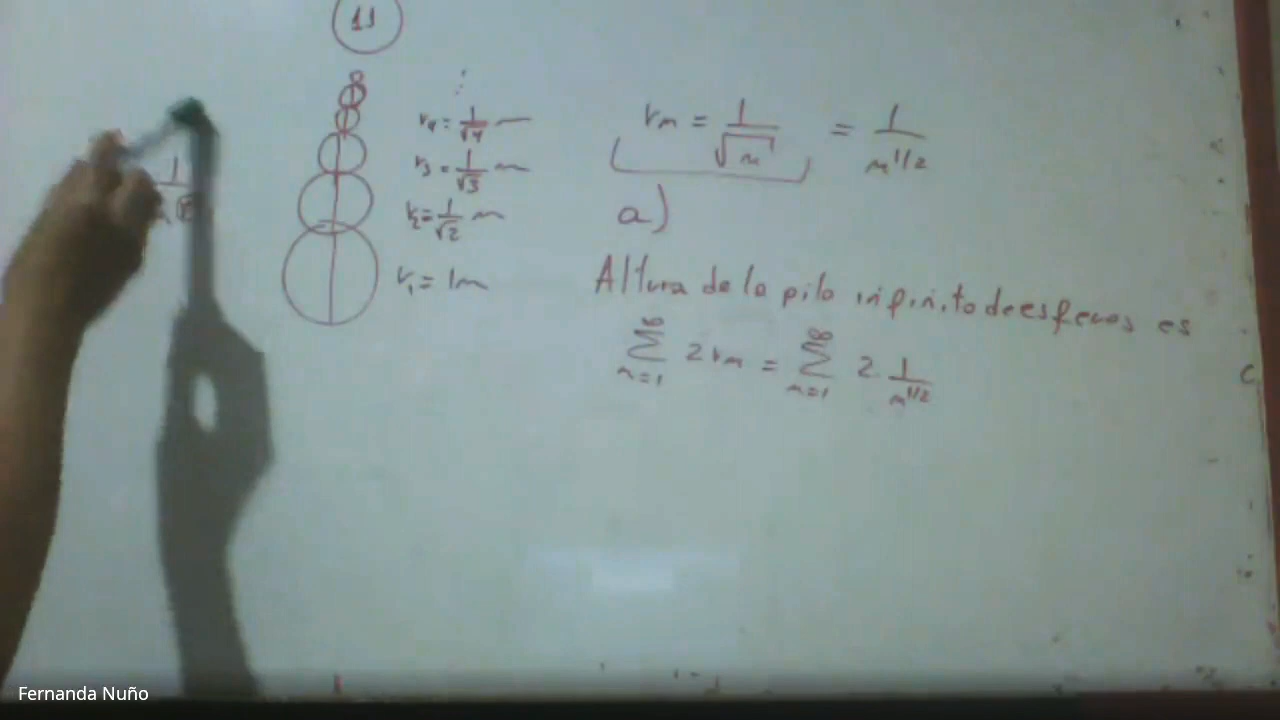 11
r₄ = 1/√4 m
r₃ = 1/√3 m
r₂ = 1/√2 m
r₁ = 1m
rₙ = 1/√n = 1/n^1/2
a)
Altura de la pila infinita de esferas es
∞ ∑ n=1 2rₙ = ∞ ∑ n=1 2 · 1/n^1/2
Fernanda Nuño